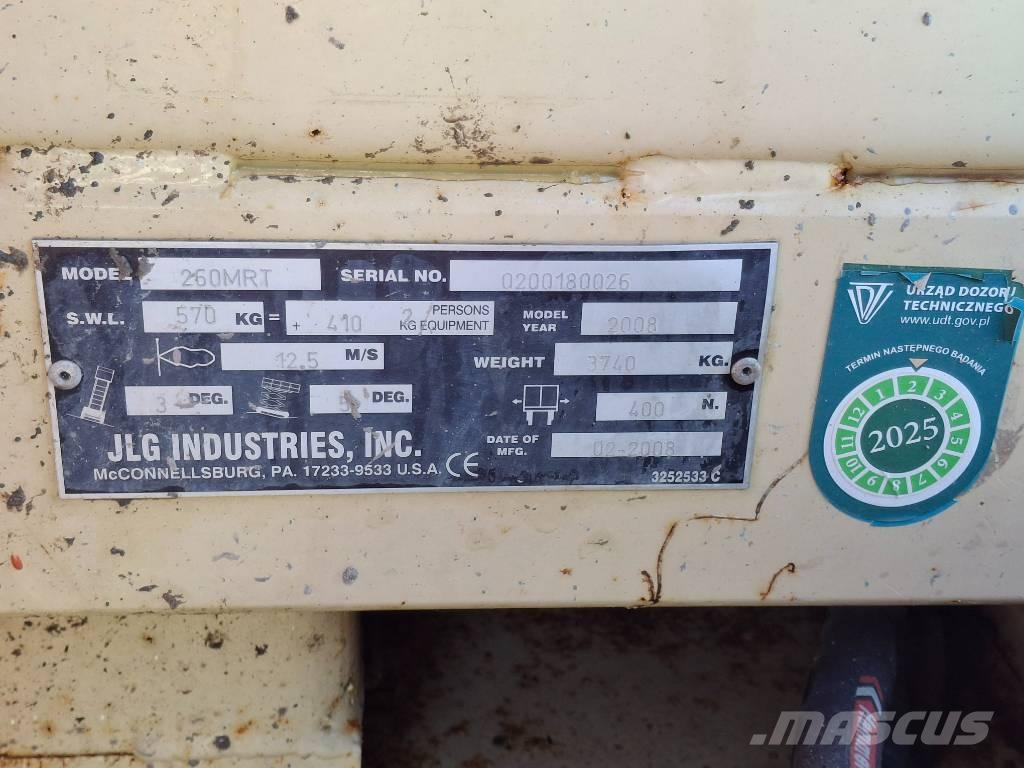 MODEL 260MRT SERIAL NO. 0200180026
S.W.L. 570 KG = 2 PERSONS
+ 410 KG EQUIPMENT
MODEL YEAR 2008
12.5 M/S
WEIGHT 3740 KG.
3 DEG. 5 DEG.
400 N.
JLG INDUSTRIES, INC.
DATE OF MFG. 02-2008
McCONNELLSBURG, PA. 17233-9533 U.S.A. CE
3252533 C
URZĄD DOZORU
TECHNICZNEGO
www.udt.gov.pl
TERMIN NASTĘPNEGO BADANIA
1 2 3 4 5 6 7 8 9 10 11 12
2025
MASCUS